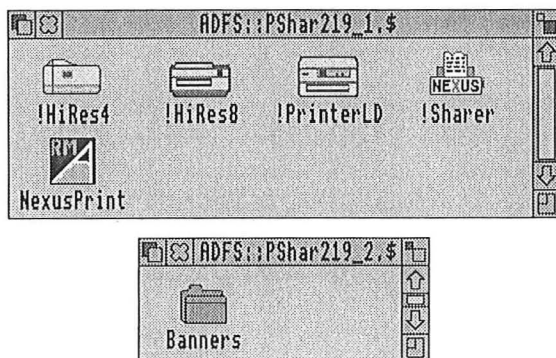 ADFS::PShar219_1.$
!HiRes4 !HiRes8 !PrinterLD !Sharer
NEXUS
RM
NexusPrint
ADFS::PShar219_2.$
Banners